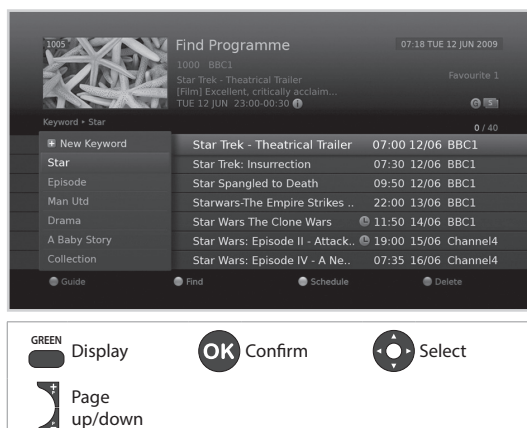 1005
Find Programme
07:18 TUE 12 JUN 2009
1000 BBC1
Star Trek - Theatrical Trailer
Favourite 1
[Film] Excellent, critically acclaim...
TUE 12 JUN 23:00-00:30
G S
Keyword • Star
0 / 40
New Keyword
Star Trek - Theatrical Trailer 07:00 12/06 BBC1
Star
Star Trek: Insurrection 07:30 12/06 BBC1
Episode
Star Spangled to Death 09:50 12/06 BBC1
Man Utd
Starwars-The Empire Strikes .. 22:00 13/06 BBC1
Drama
Star Wars The Clone Wars 11:50 14/06 BBC1
A Baby Story
Star Wars: Episode II - Attack.. 19:00 15/06 Channel4
Collection
Star Wars: Episode IV - A Ne.. 07:35 16/06 Channel4
Guide Find Schedule Delete
GREEN Display
OK Confirm
Select
+ P P −
Page
up/down